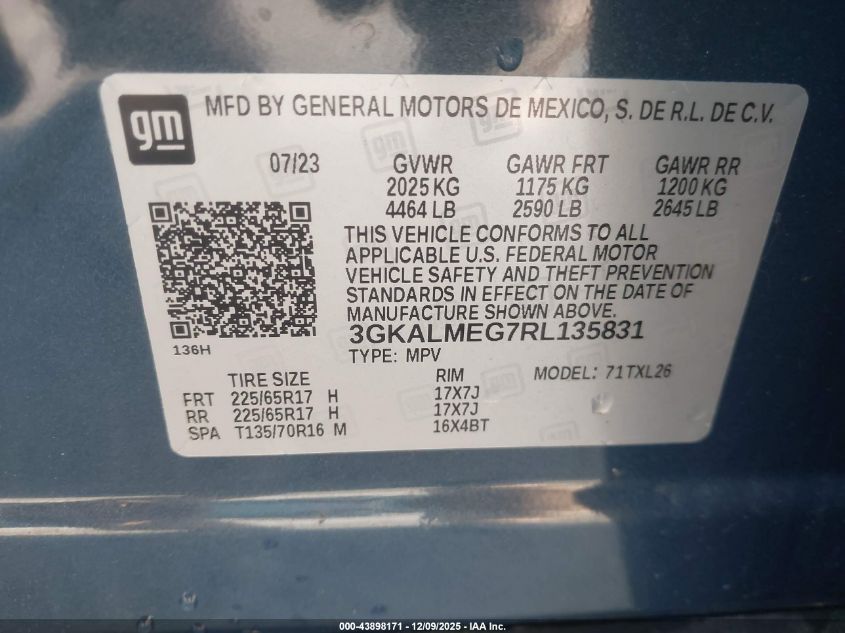 gm
MFD BY GENERAL MOTORS DE MEXICO, S. DE R.L. DE C.V.
07/23 GVWR GAWR FRT GAWR RR
2025 KG 1175 KG 1200 KG
4464 LB 2590 LB 2645 LB
THIS VEHICLE CONFORMS TO ALL
APPLICABLE U.S. FEDERAL MOTOR
VEHICLE SAFETY AND THEFT PREVENTION
STANDARDS IN EFFECT ON THE DATE OF
MANUFACTURE SHOWN ABOVE.
3GKALMEG7RL135831
136H
TYPE: MPV
TIRE SIZE RIM MODEL: 71TXL26
FRT 225/65R17 H 17X7J
RR 225/65R17 H 17X7J
SPA T135/70R16 M 16X4BT
000-43898171 - 12/09/2025 - IAA Inc.